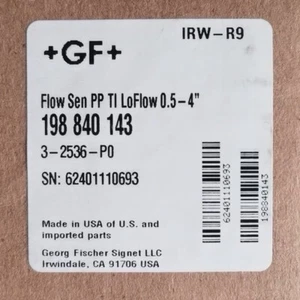 IRW-R9
+GF+
Flow Sen PP TI LoFlow 0.5-4"
198 840 143
3-2536-P0
SN: 62401110693
Made in USA of U.S. and
imported parts
Georg Fischer Signet LLC
Irwindale, CA 91706 USA
62401110693
198840143